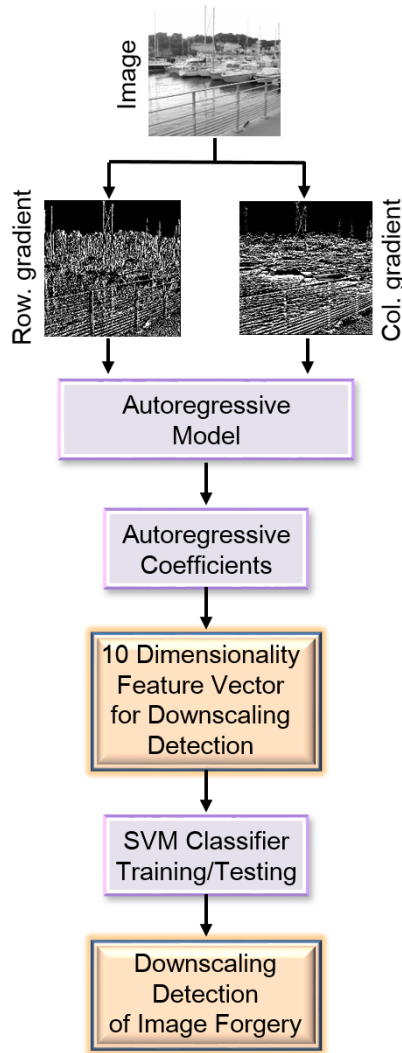 Image
Row. gradient
Col. gradient
Autoregressive
Model
Autoregressive
Coefficients
10 Dimensionality
Feature Vector
for Downscaling
Detection
SVM Classifier
Training/Testing
Downscaling
Detection
of Image Forgery